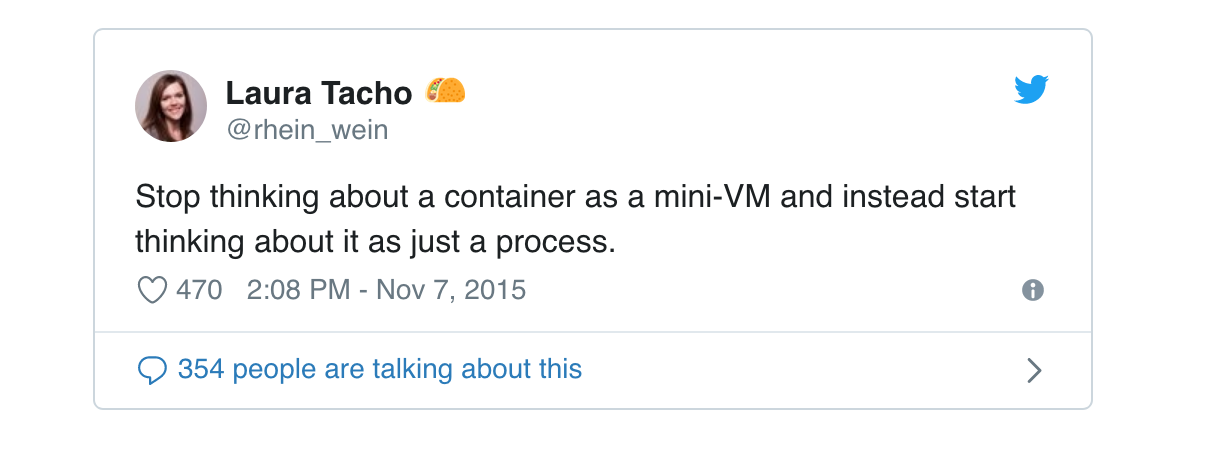 Laura Tacho 🌮
@rhein_wein
Stop thinking about a container as a mini-VM and instead start
thinking about it as just a process.
470 2:08 PM - Nov 7, 2015
354 people are talking about this